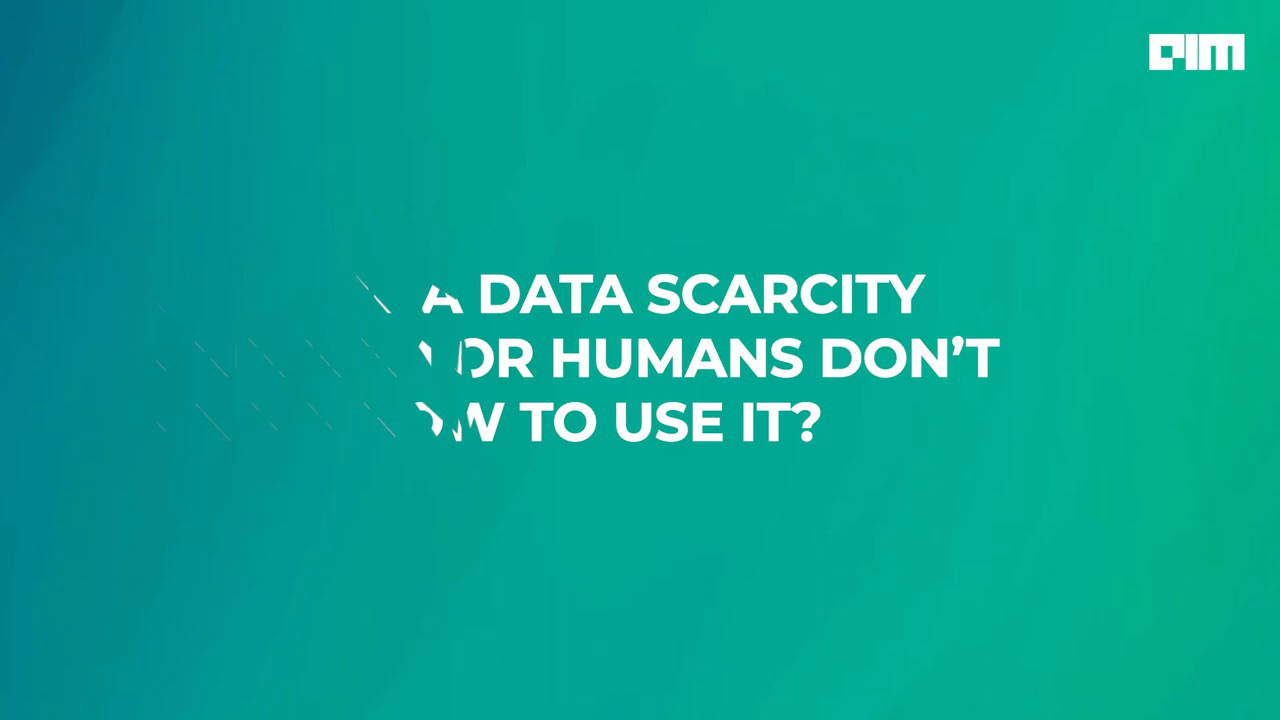 AIM
A DATA SCARCITY
OR HUMANS DON’T
TO USE IT?